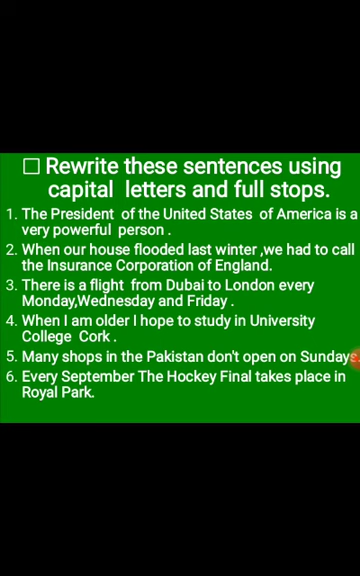 ☐ Rewrite these sentences using
capital letters and full stops.
1. The President of the United States of America is a
very powerful person .
2. When our house flooded last winter ,we had to call
the Insurance Corporation of England.
3. There is a flight from Dubai to London every
Monday,Wednesday and Friday .
4. When I am older I hope to study in University
College Cork .
5. Many shops in the Pakistan don't open on Sundays.
6. Every September The Hockey Final takes place in
Royal Park.